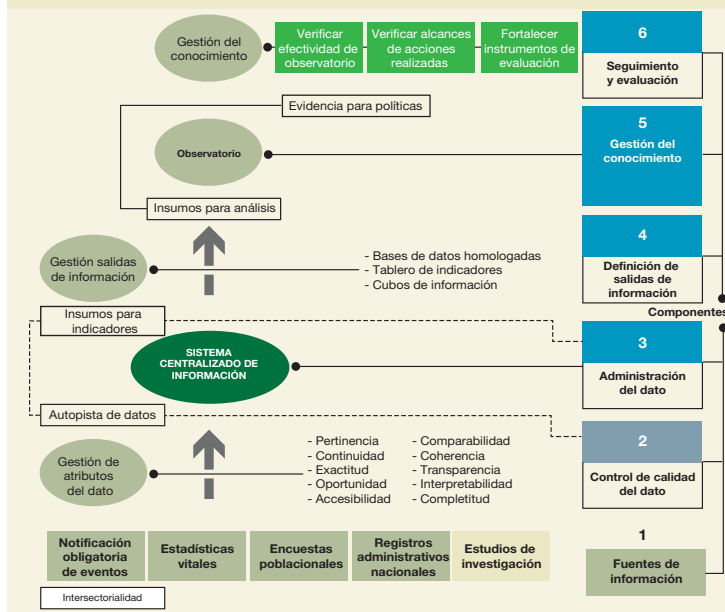 Gestión del
conocimiento
Verificar
efectividad de
observatorio
Verificar alcances
de acciones
realizadas
Fortalecer
instrumentos de
evaluación
6
Seguimiento
y evaluación
Evidencia para políticas
Observatorio
5
Gestión del
conocimiento
Insumos para análisis
Gestión salidas
de información
- Bases de datos homologadas
- Tablero de indicadores
- Cubos de información
4
Definición de
salidas de
información
Componentes
Insumos para
indicadores
SISTEMA
CENTRALIZADO DE
INFORMACIÓN
3
Administración
del dato
Autopista de datos
Gestión de
atributos
del dato
- Pertinencia
- Continuidad
- Exactitud
- Oportunidad
- Accesibilidad
- Comparabilidad
- Coherencia
- Transparencia
- Interpretabilidad
- Completitud
2
Control de calidad
del dato
1
Fuentes de
información
Notificación
obligatoria
de eventos
Estadísticas
vitales
Encuestas
poblacionales
Registros
administrativos
nacionales
Estudios de
investigación
Intersectorialidad